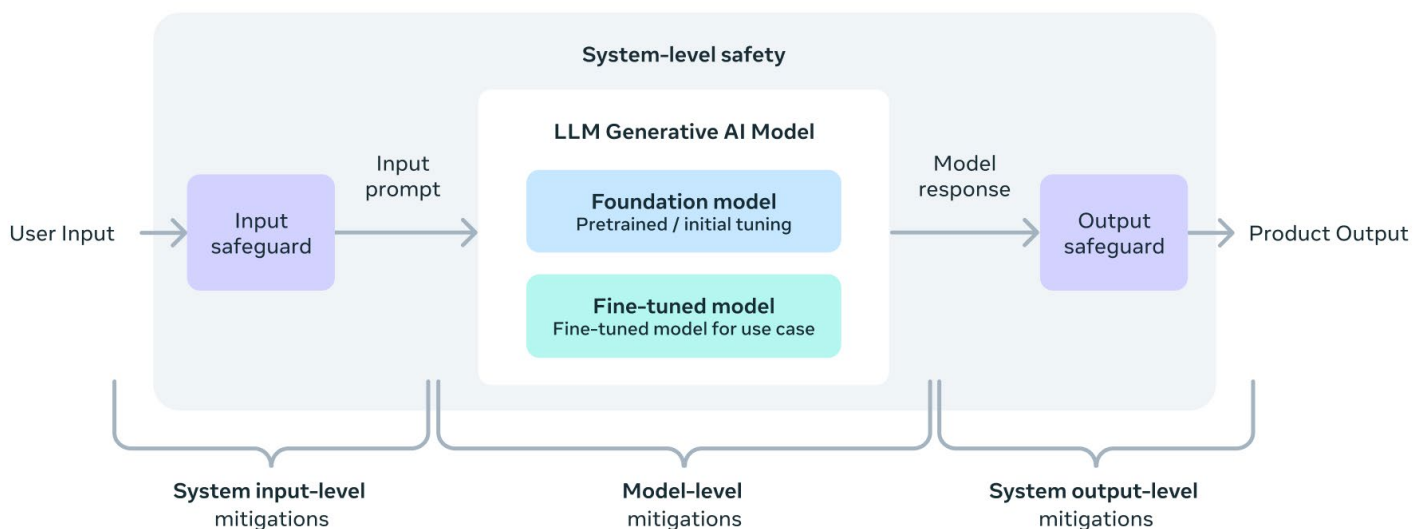 System-level safety
LLM Generative AI Model
Input
prompt
Model
response
Foundation model
Pretrained / initial tuning
User Input
Input
safeguard
Output
safeguard
Product Output
Fine-tuned model
Fine-tuned model for use case
System input-level
mitigations
Model-level
mitigations
System output-level
mitigations